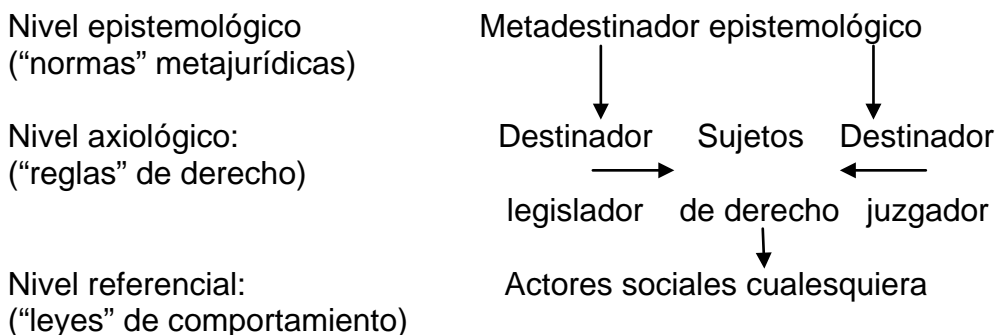 Nivel epistemológico
(“normas” metajurídicas)
Metadestinador epistemológico
Nivel axiológico:
(“reglas” de derecho)
Destinador Sujetos Destinador
legislador de derecho juzgador
Nivel referencial:
(“leyes” de comportamiento)
Actores sociales cualesquiera